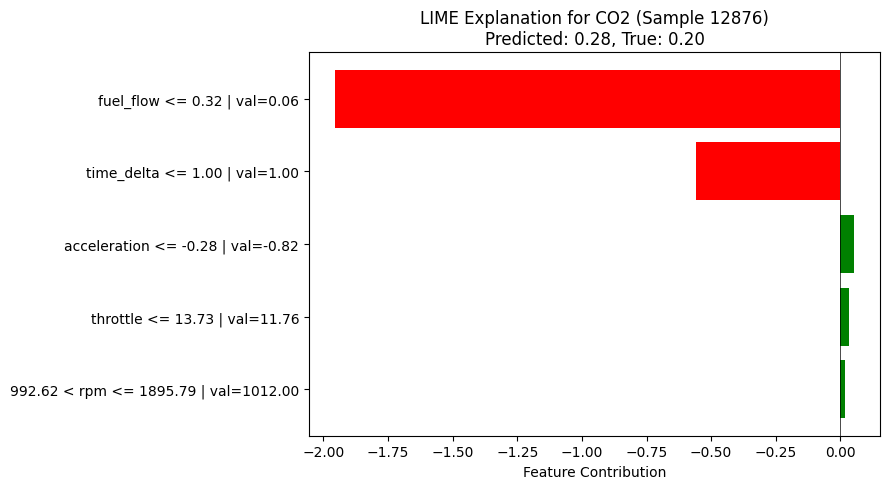 LIME Explanation for CO2 (Sample 12876)
Predicted: 0.28, True: 0.20
fuel_flow <= 0.32 | val=0.06
time_delta <= 1.00 | val=1.00
acceleration <= -0.28 | val=-0.82
throttle <= 13.73 | val=11.76
992.62 < rpm <= 1895.79 | val=1012.00
−2.00 −1.75 −1.50 −1.25 −1.00 −0.75 −0.50 −0.25 0.00
Feature Contribution